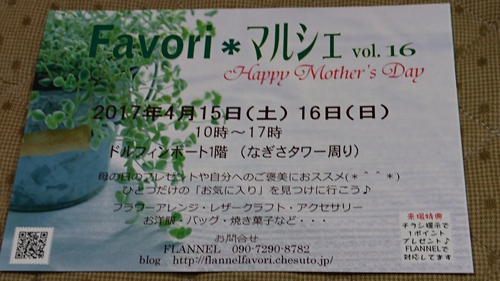 Favori＊マルシェ vol. 16
Happy Mother's Day
2017年4月15日(土) 16日(日)
10時～17時
ドルフィンポート1階 (なぎさタワー周り)
母の日のプレゼントや自分へのご褒美におススメ(＊＾＾＊)
ひとつだけの「お気に入り」を見つけに行こう♪
フラワーアレンジ・レザークラフト・アクセサリー
お洋服・バッグ・焼き菓子など・・・
お問合せ
FLANNEL 090-7290-8782
blog http://flannelfavori.chesuto.jp/
来場特典
チラシ提示で
1ポイント
プレゼント♪
FLANNELで
対応してます